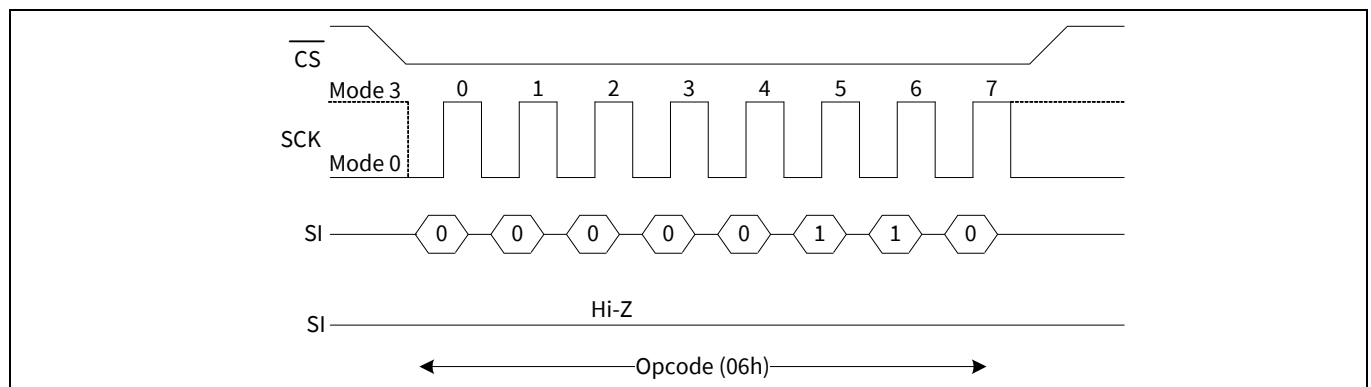 CS
Mode 3 0 1 2 3 4 5 6 7
SCK
Mode 0
SI 0 0 0 0 0 1 1 0
Hi-Z
SI
Opcode (06h)